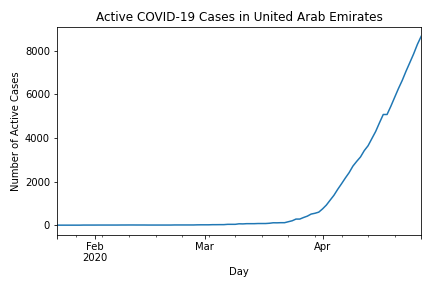 Active COVID-19 Cases in United Arab Emirates
Number of Active Cases
8000
6000
4000
2000
0
Feb
2020
Mar
Apr
Day